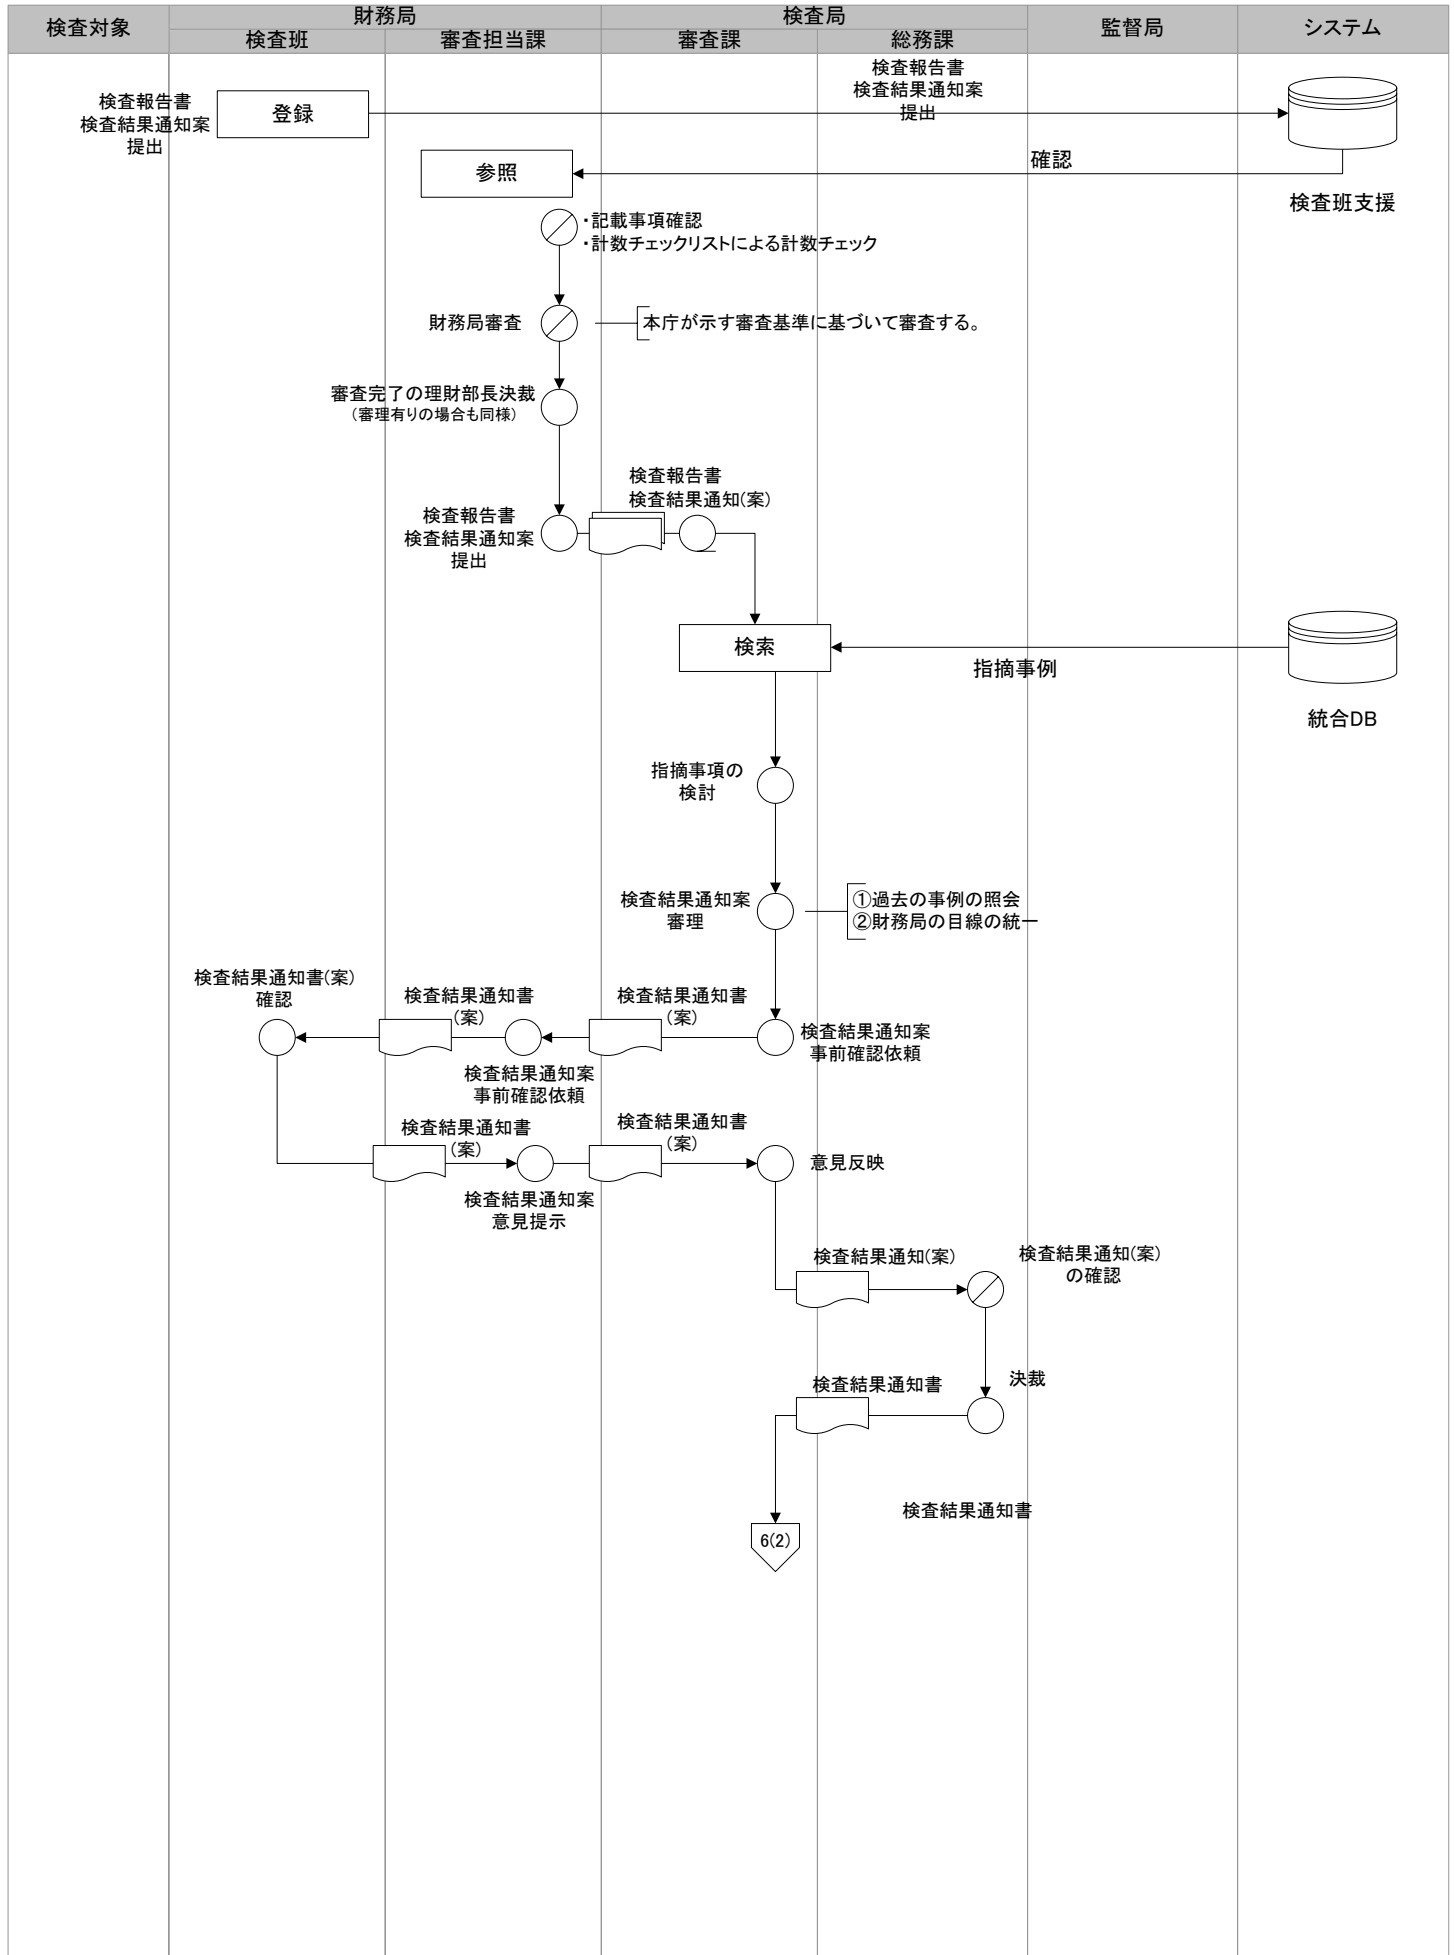 検査対象
財務局
検査班
審査担当課
検査局
審査課
総務課
監督局
システム
検査報告書
検査結果通知案
提出
登録
検査報告書
検査結果通知案
提出
確認
参照
検査班支援
・記載事項確認
・計数チェックリストによる計数チェック
財務局審査
本庁が示す審査基準に基づいて審査する。
審査完了の理財部長決裁
（審理有りの場合も同様）
検査報告書
検査結果通知(案)
検査報告書
検査結果通知案
提出
検索
指摘事例
統合DB
指摘事項の
検討
検査結果通知案
審理
①過去の事例の照会
②財務局の目線の統一
検査結果通知書(案)
確認
検査結果通知書
(案)
検査結果通知書
(案)
検査結果通知案
事前確認依頼
検査結果通知案
事前確認依頼
検査結果通知書
(案)
検査結果通知書
(案)
意見反映
検査結果通知案
意見提示
検査結果通知(案)
検査結果通知(案)
の確認
決裁
検査結果通知書
検査結果通知書
6(2)